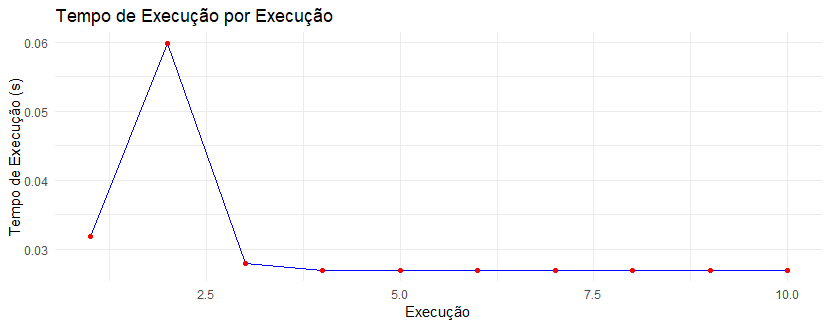 Tempo de Execução por Execução
Tempo de Execução (s)
0.06
0.05
0.04
0.03
2.5 5.0 7.5 10.0
Execução